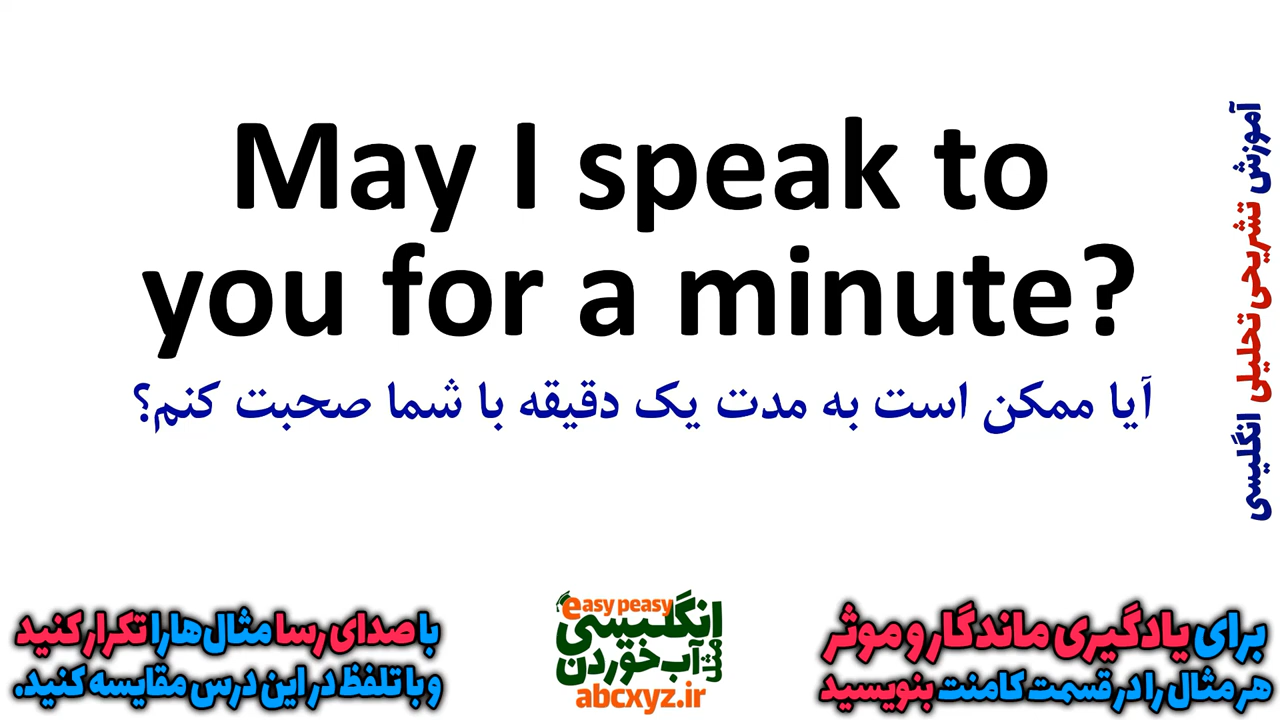 May I speak to
you for a minute?
آیا ممکن است به مدت یک دقیقه با شما صحبت کنم؟
آموزش تشریحی تحلیلی انگلیسی
برای یادگیری ماندگار و موثر
هر مثال را در قسمت کامنت بنویسید
easy peasy
انگلیسی
مثل آب خوردن
abcxyz.ir
با صدای رسا مثال‌ها را تکرار کنید
و با تلفظ در این درس مقایسه کنید.